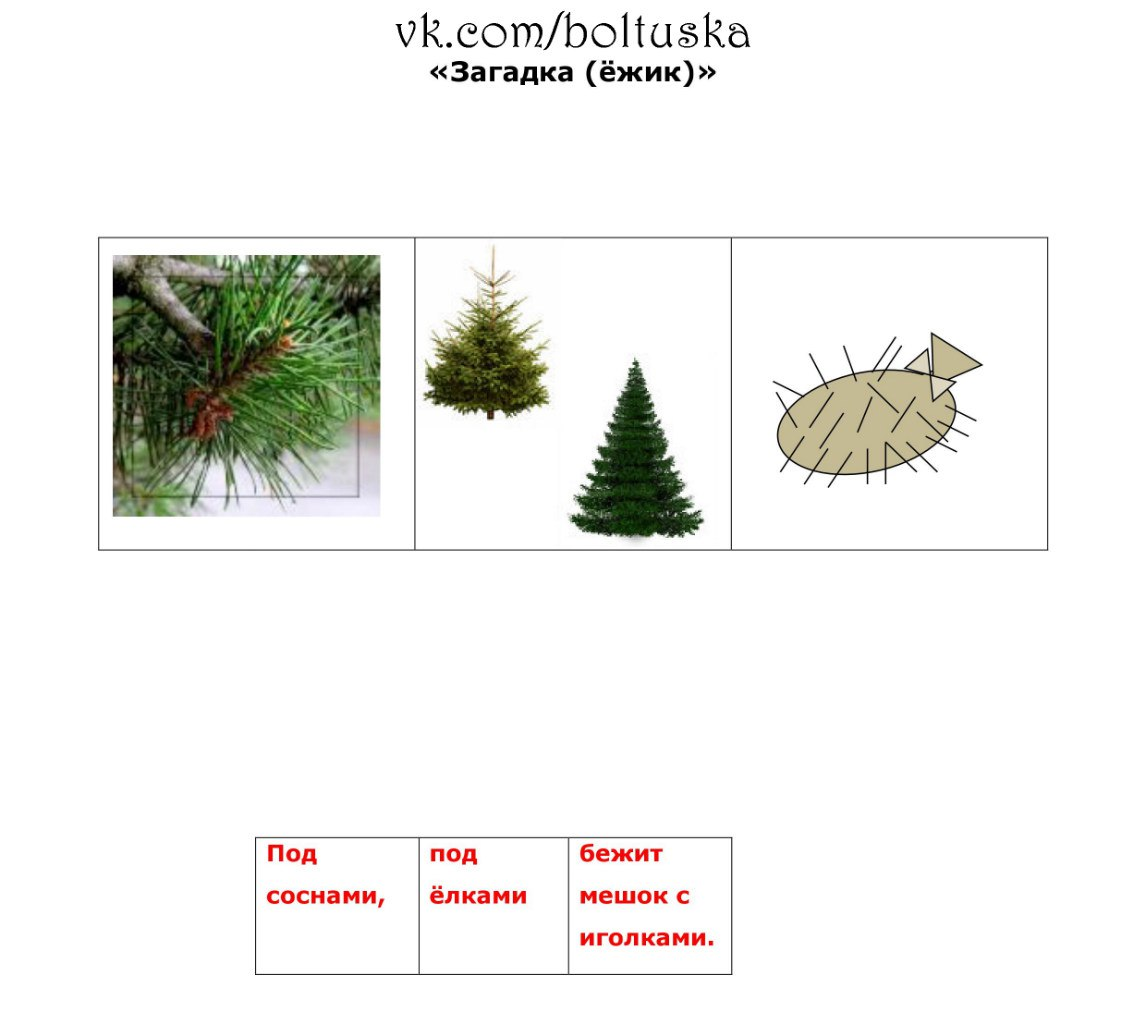 vk.com/boltuska
«Загадка (ёжик)»
Под
соснами,
под
ёлками
бежит
мешок с
иголками.